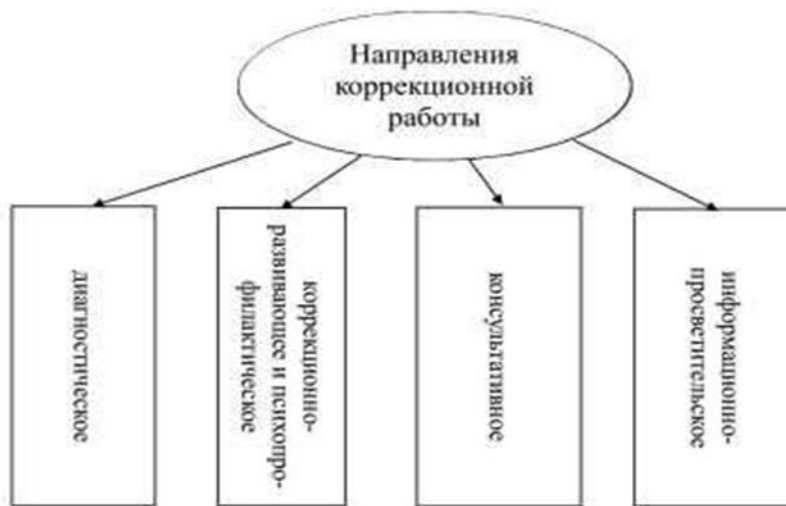 Направления
коррекционной
работы
диагностическое
коррекционно-
развивающее и психопро-
филактическое
консультативное
информационно-
просветительское